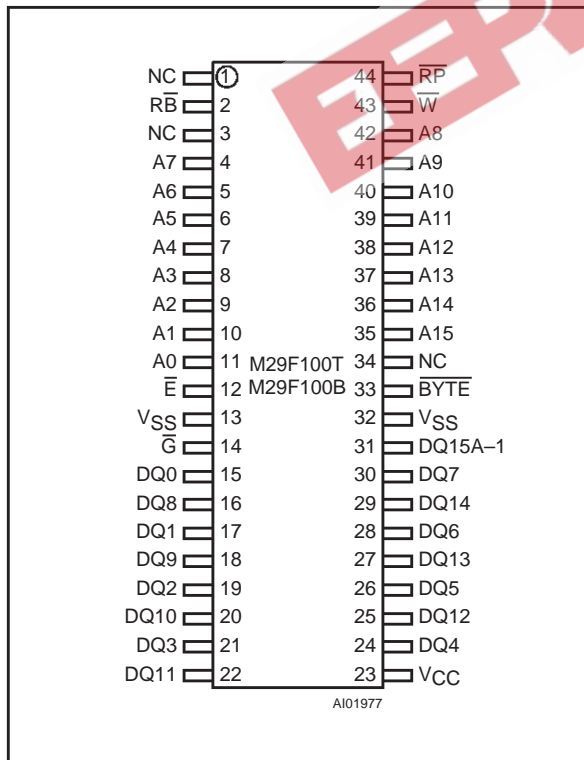 NC 1 44 R̅P̅
RB̅ 2 43 W̅
NC 3 42 A8
A7 4 41 A9
A6 5 40 A10
A5 6 39 A11
A4 7 38 A12
A3 8 37 A13
A2 9 36 A14
A1 10 35 A15
A0 11 M29F100T 34 NC
E̅ 12 M29F100B 33 B̅Y̅T̅E̅
VSS 13 32 VSS
G̅ 14 31 DQ15A–1
DQ0 15 30 DQ7
DQ8 16 29 DQ14
DQ1 17 28 DQ6
DQ9 18 27 DQ13
DQ2 19 26 DQ5
DQ10 20 25 DQ12
DQ3 21 24 DQ4
DQ11 22 23 VCC
AI01977